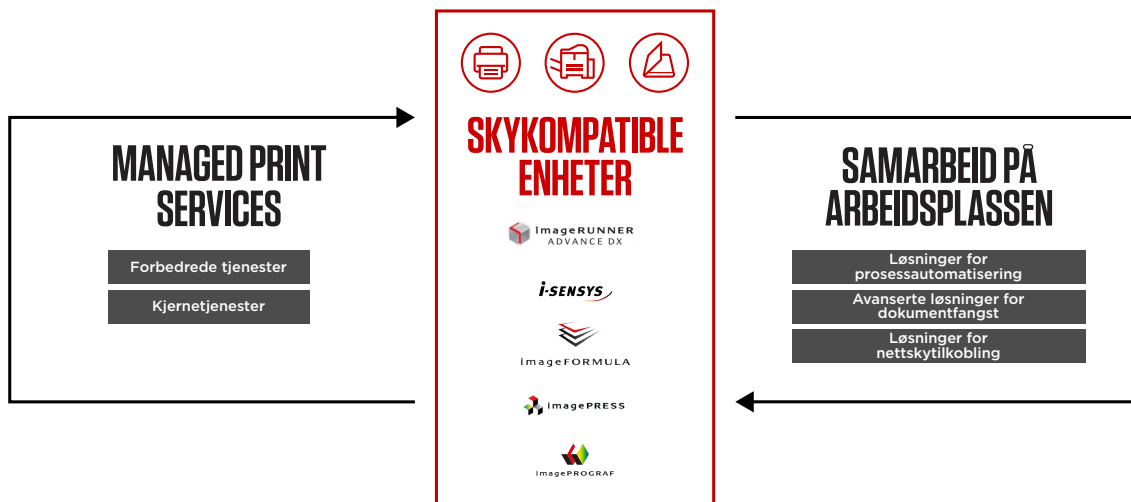 MANAGED PRINT
SERVICES
Forbedrede tjenester
Kjernetjenester
SKYKOMPATIBLE
ENHETER
imageRUNNER
ADVANCE DX
i-SENSYS
imageFORMULA
imagePRESS
imagePROGRAF
SAMARBEID PÅ
ARBEIDSPLASSEN
Løsninger for
prosessautomatisering
Avanserte løsninger for
dokumentfangst
Løsninger for
nettskytilkobling